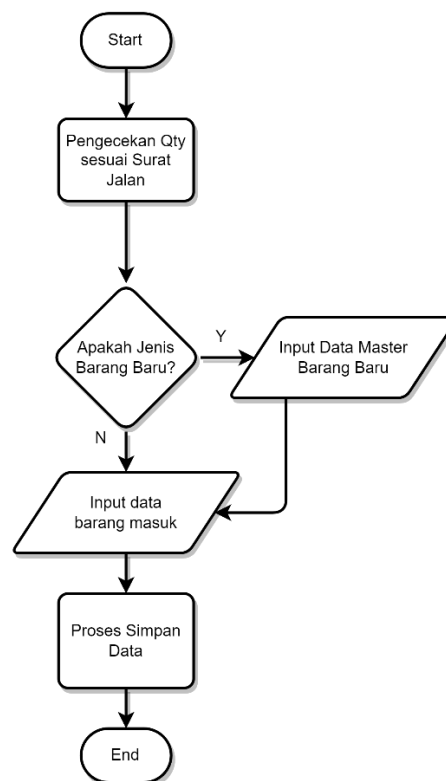 Start
Pengecekan Qty
sesuai Surat
Jalan
Apakah Jenis
Barang Baru?
Y
Input Data Master
Barang Baru
N
Input data
barang masuk
Proses Simpan
Data
End